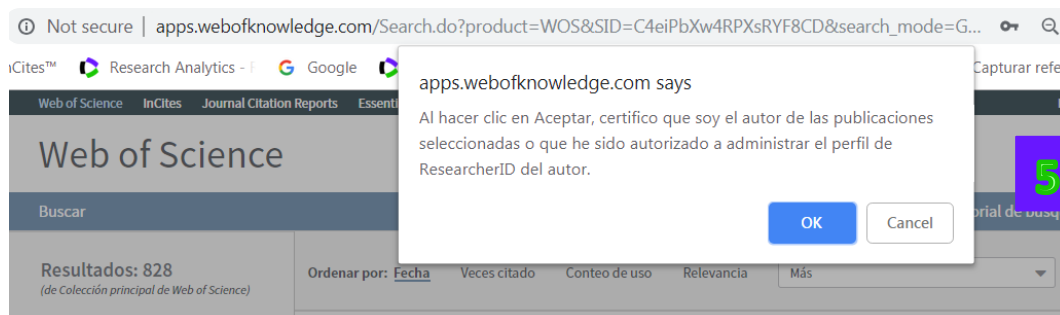 Not secure | apps.webofknowledge.com/Search.do?product=WOS&SID=C4eiPbXw4RPXsRYF8CD&search_mode=G...
Cites™ Research Analytics - Google Capturar refe
apps.webofknowledge.com says
Web of Science InCites Journal Citation Reports Essenti
Al hacer clic en Aceptar, certifico que soy el autor de las publicaciones
seleccionadas o que he sido autorizado a administrar el perfil de
ResearcherID del autor.
Web of Science
5
OK Cancel
Buscar orial de búsq
Resultados: 828
(de Colección principal de Web of Science)
Ordenar por: Fecha Veces citado Conteo de uso Relevancia Más